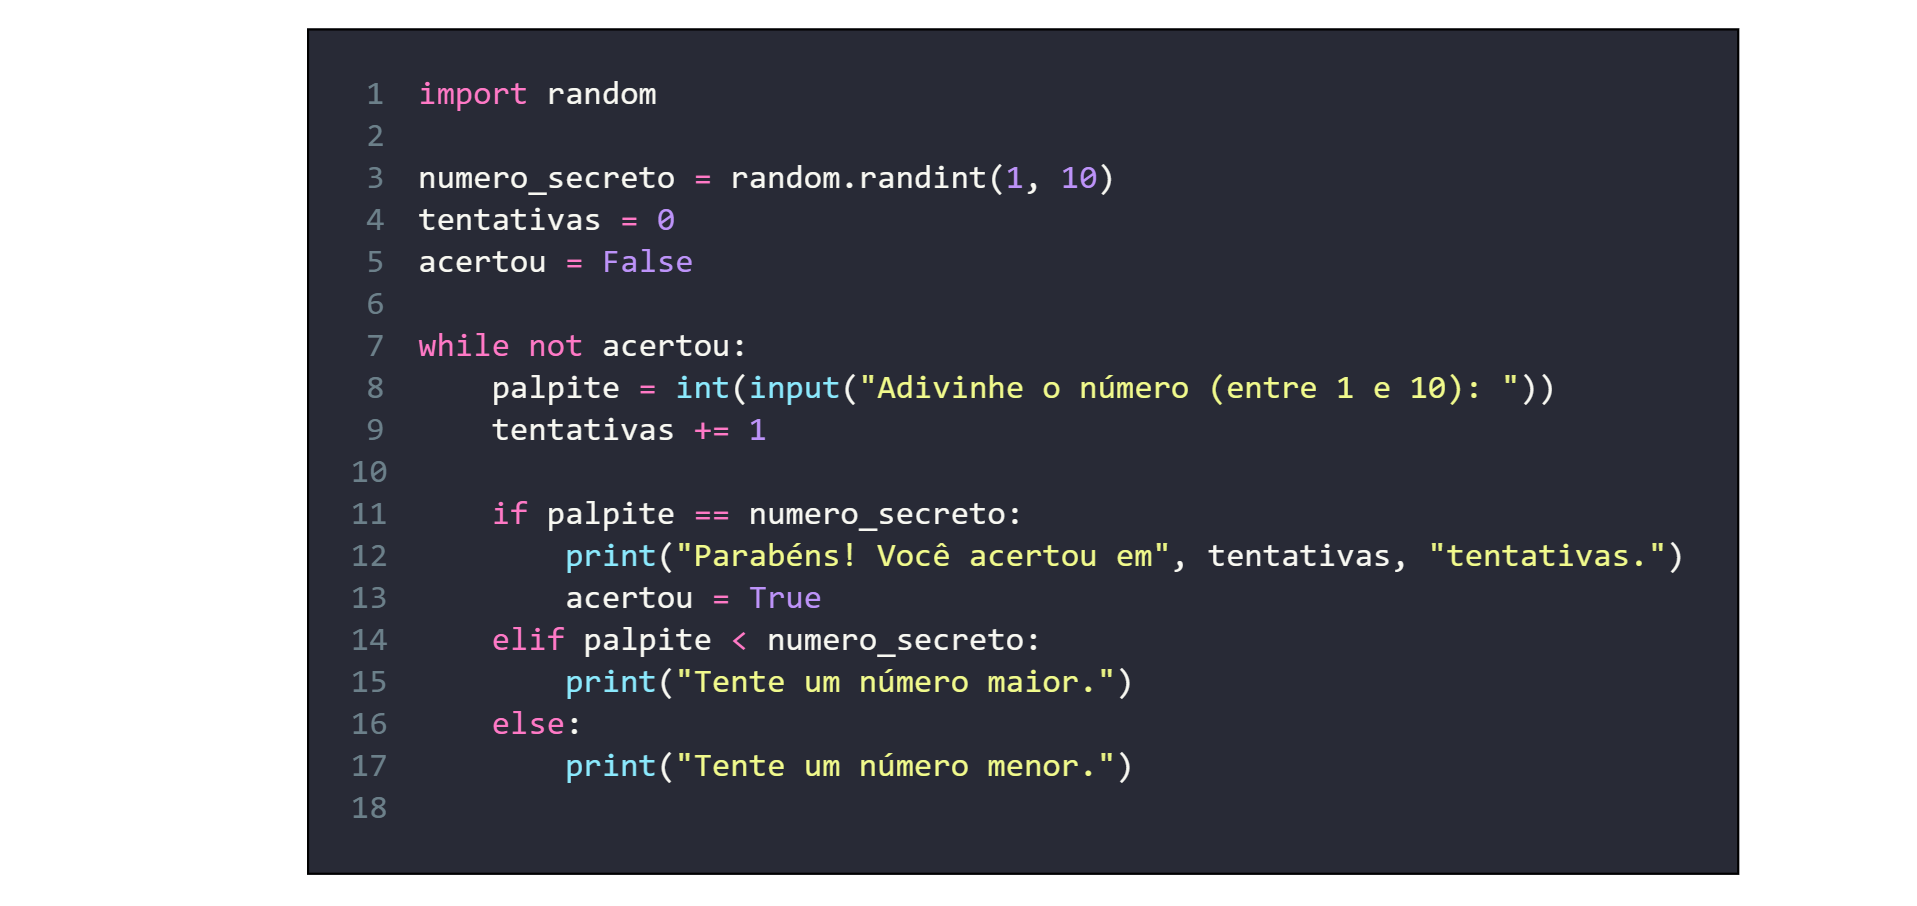 1 import random
2
3 numero_secreto = random.randint(1, 10)
4 tentativas = 0
5 acertou = False
6
7 while not acertou:
8     palpite = int(input("Adivinhe o número (entre 1 e 10): "))
9     tentativas += 1
10
11     if palpite == numero_secreto:
12         print("Parabéns! Você acertou em", tentativas, "tentativas.")
13         acertou = True
14     elif palpite < numero_secreto:
15         print("Tente um número maior.")
16     else:
17         print("Tente um número menor.")
18